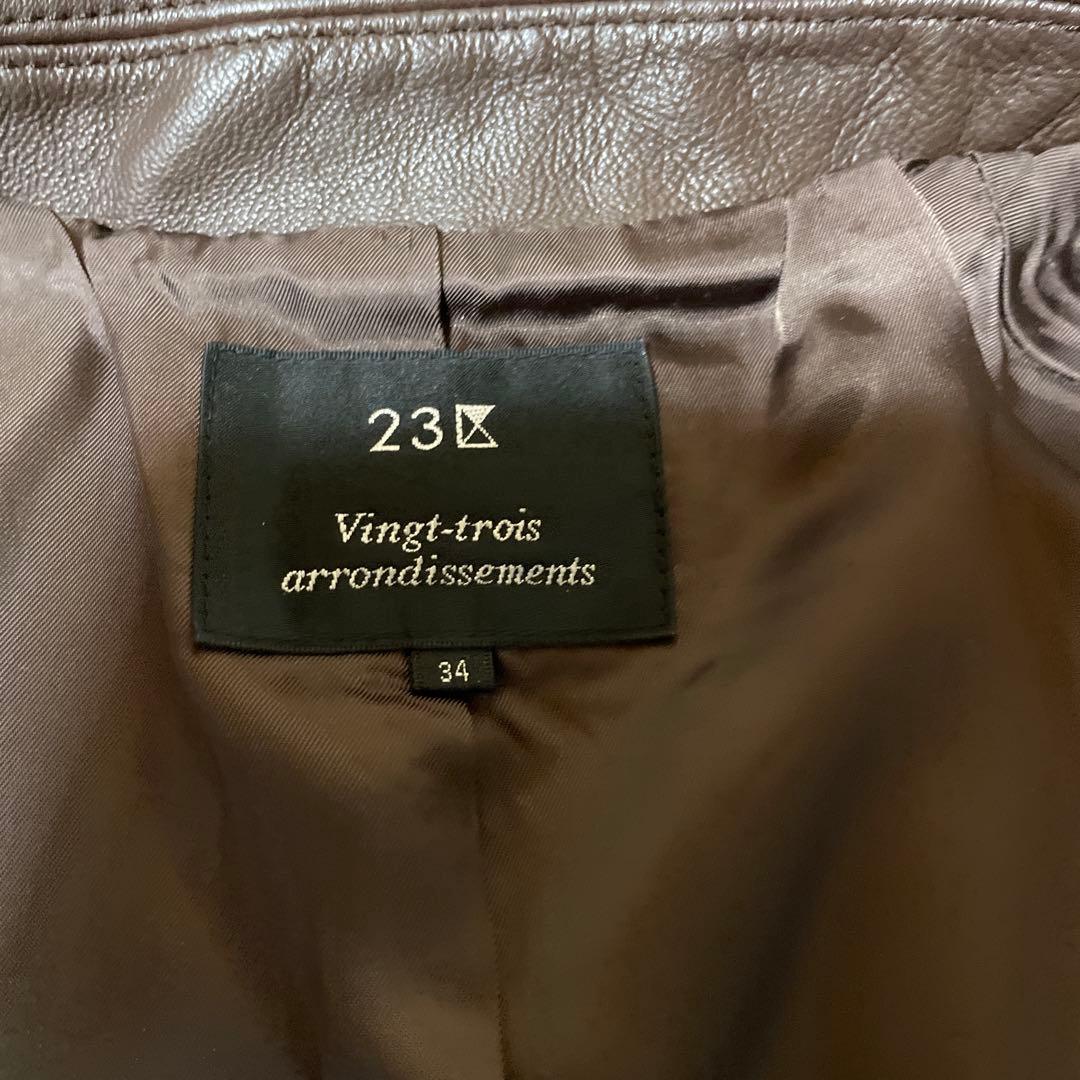 23区
Vingt-trois
arrondissements
34